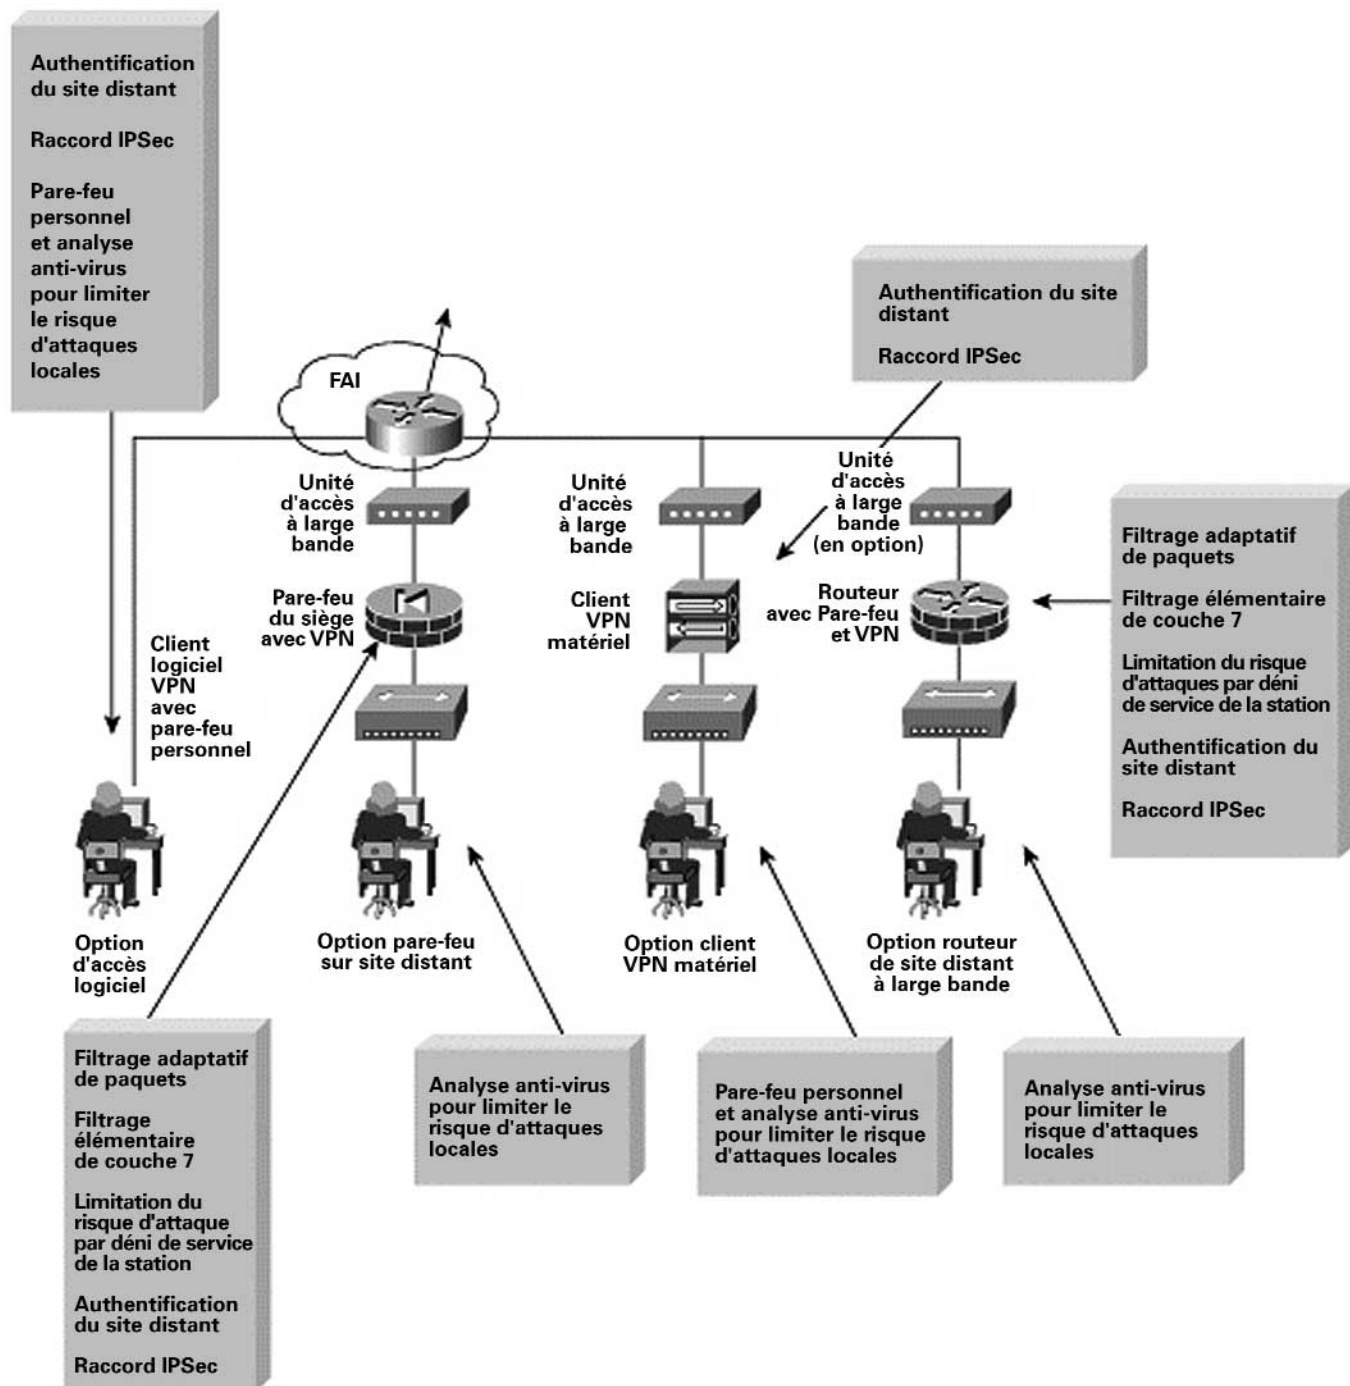 Authentification
du site distant
Raccord IPSec
Pare-feu
personnel
et analyse
anti-virus
pour limiter
le risque
d'attaques
locales
Authentification du site
distant
Raccord IPSec
FAI
Unité
d'accès
à large
bande
Unité
d'accès
à large
bande
Unité
d'accès
à large
bande
(en option)
Filtrage adaptatif
de paquets
Filtrage élémentaire
de couche 7
Limitation du risque
d'attaques par déni
de service de la station
Authentification du
site distant
Raccord IPSec
Client
logiciel
VPN
avec
pare-feu
personnel
Pare-feu
du siège
avec VPN
Client
VPN
matériel
Routeur
avec Pare-feu
et VPN
Option
d'accès
logiciel
Option pare-feu
sur site distant
Option client
VPN matériel
Option routeur
de site distant
à large bande
Filtrage adaptatif
de paquets
Filtrage
élémentaire
de couche 7
Limitation du
risque d'attaque
par déni de service
de la station
Authentification
du site distant
Raccord IPSec
Analyse anti-virus
pour limiter le
risque d'attaques
locales
Pare-feu personnel
et analyse anti-virus
pour limiter le risque
d'attaques locales
Analyse anti-virus
pour limiter le
risque d'attaques
locales